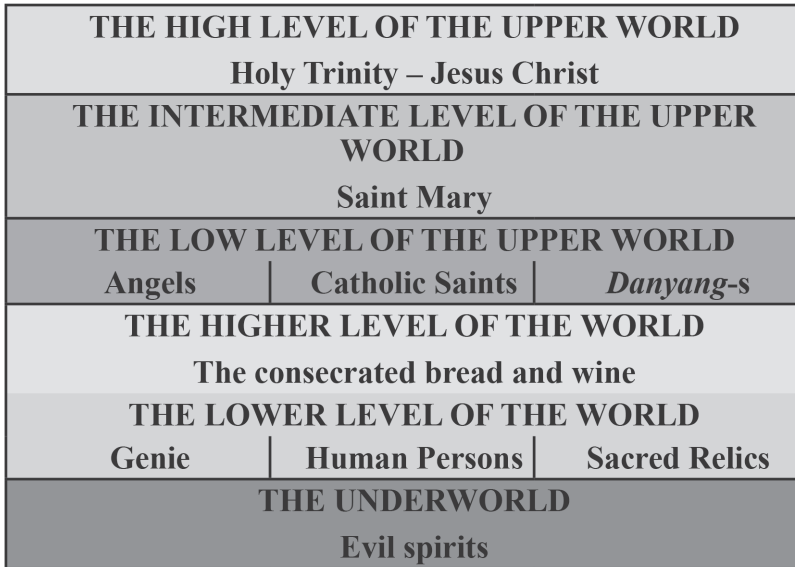 THE HIGH LEVEL OF THE UPPER WORLD
Holy Trinity – Jesus Christ
THE INTERMEDIATE LEVEL OF THE UPPER
WORLD
Saint Mary
THE LOW LEVEL OF THE UPPER WORLD
Angels Catholic Saints Danyang-s
THE HIGHER LEVEL OF THE WORLD
The consecrated bread and wine
THE LOWER LEVEL OF THE WORLD
Genie Human Persons Sacred Relics
THE UNDERWORLD
Evil spirits